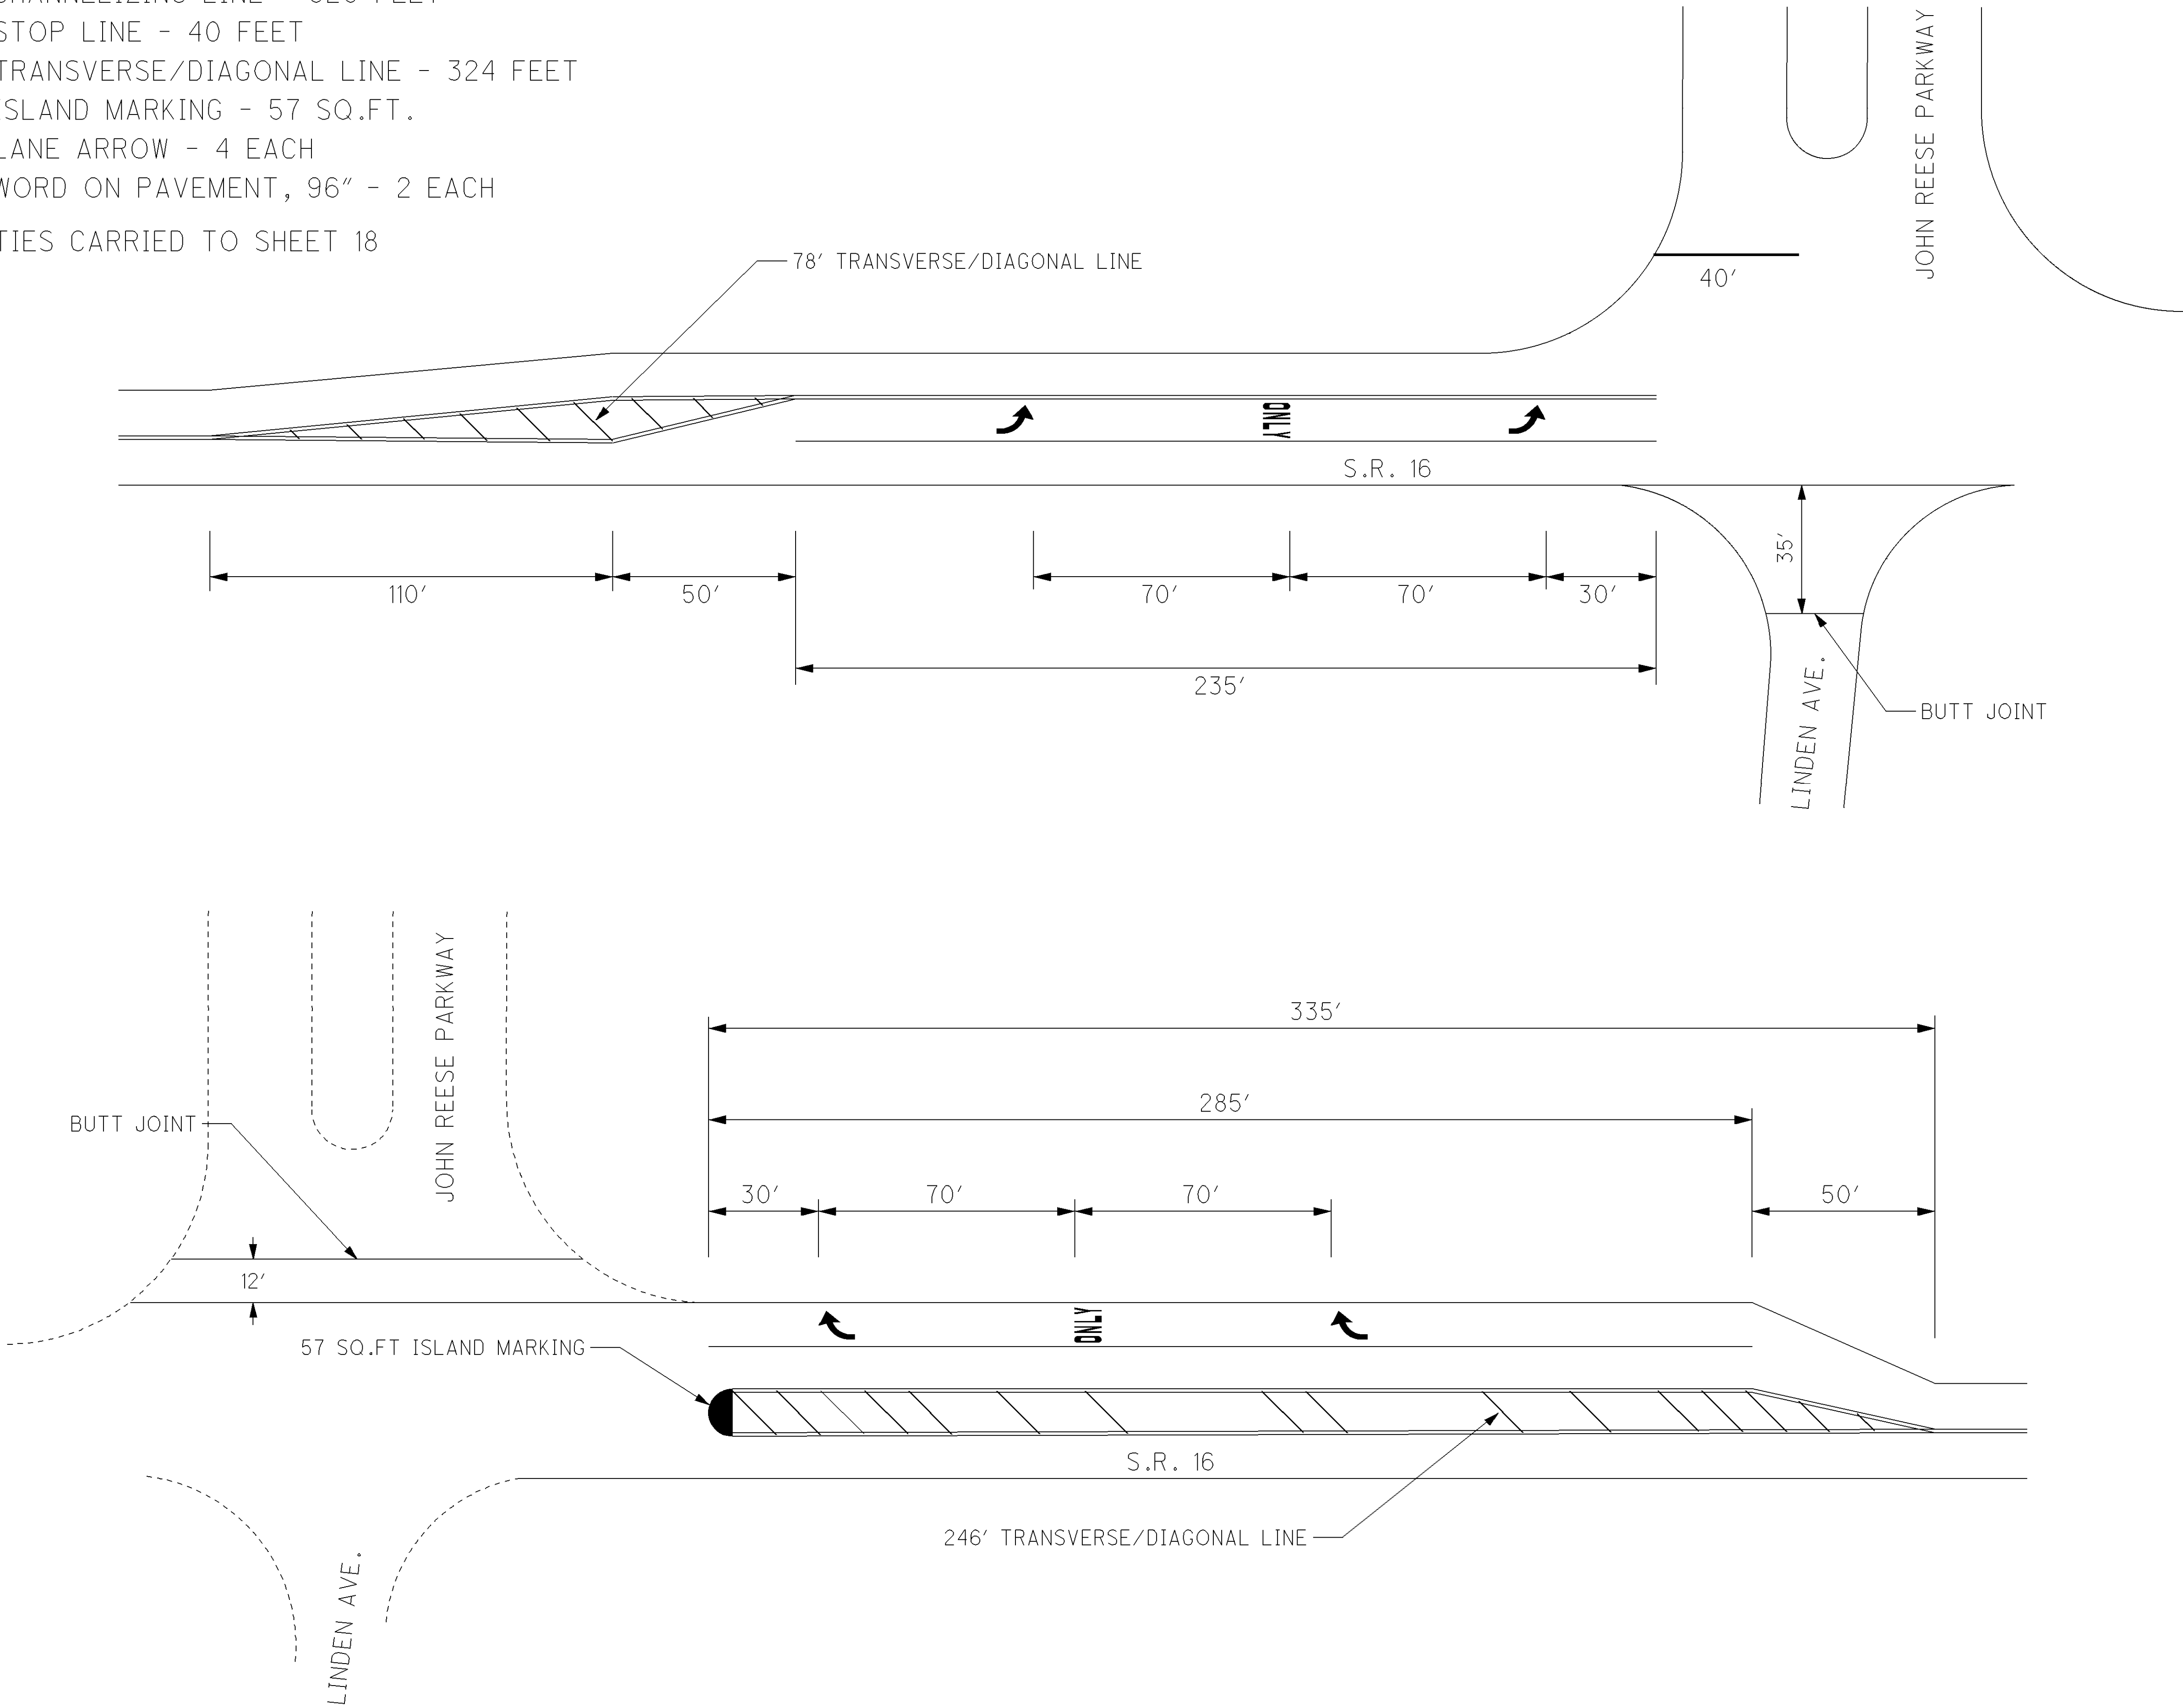 STOP LINE - 40 FEET
TRANSVERSE/DIAGONAL LINE - 324 FEET
ISLAND MARKING - 57 SQ.FT.
LANE ARROW - 4 EACH
WORD ON PAVEMENT, 96" - 2 EACH
TIES CARRIED TO SHEET 18
JOHN REESE PARKWAY
78' TRANSVERSE/DIAGONAL LINE
40'
ONLY
S.R. 16
35'
110'
50'
70'
70'
30'
235'
LINDEN AVE.
BUTT JOINT
JOHN REESE PARKWAY
335'
285'
BUTT JOINT
30'
70'
70'
50'
12'
ONLY
57 SQ.FT ISLAND MARKING
S.R. 16
246' TRANSVERSE/DIAGONAL LINE
LINDEN AVE.